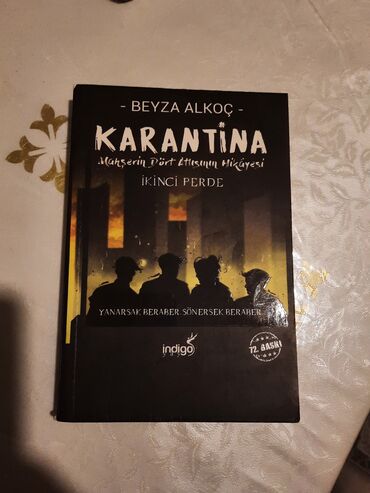 - BEYZA ALKOÇ -
KARANTİNA
Mahşerin Dört Atlısının Hikâyesi
İKİNCİ PERDE
YANARSAK BERABER, SÖNERSEK BERABER...
indigo
72. BASKI